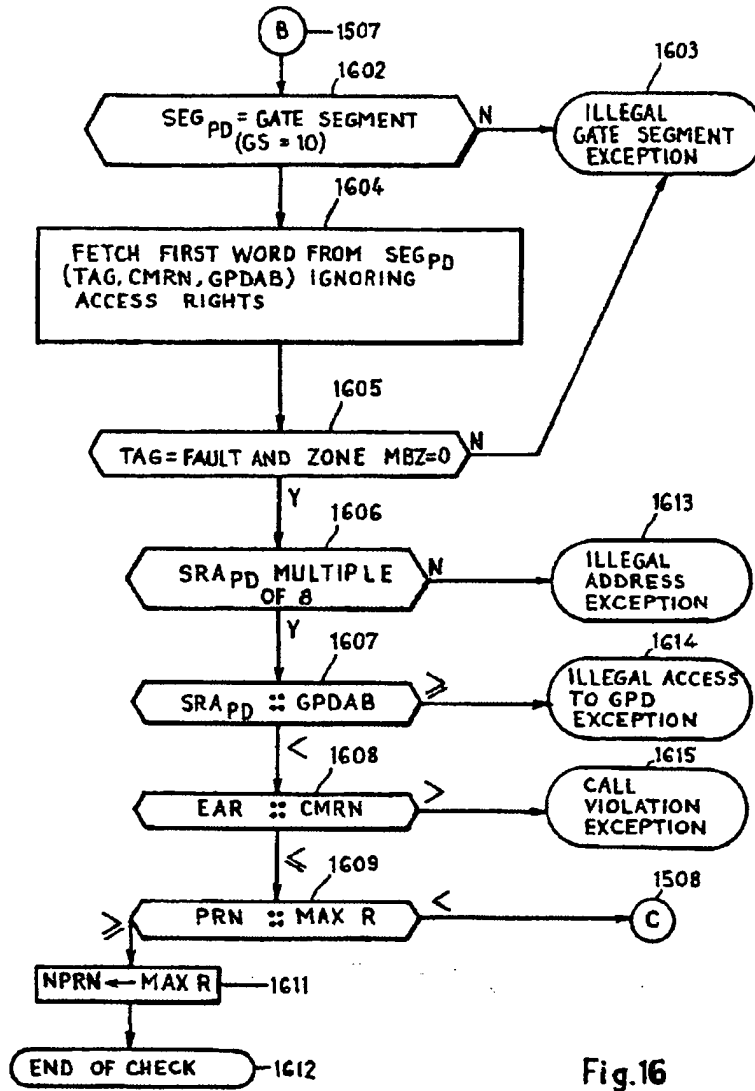 B 1507
1602
SEG PD = GATE SEGMENT
(GS = 10)
N
1603
ILLEGAL
GATE SEGMENT
EXCEPTION
1604
FETCH FIRST WORD FROM SEG PD
(TAG, CMRN, GPDAB) IGNORING
ACCESS RIGHTS
1605
TAG=FAULT AND ZONE MBZ=0
N
Y
1606
SRA PD MULTIPLE
OF 8
N
1613
ILLEGAL
ADDRESS
EXCEPTION
Y
1607
SRA PD :: GPDAB
≥
1614
ILLEGAL ACCESS
TO GPD
EXCEPTION
<
1608
EAR :: CMRN
>
1615
CALL
VIOLATION
EXCEPTION
≤
1609
PRN :: MAX R
<
1508
C
≥
NPRN ← MAX R
1611
END OF CHECK
1612
Fig.16